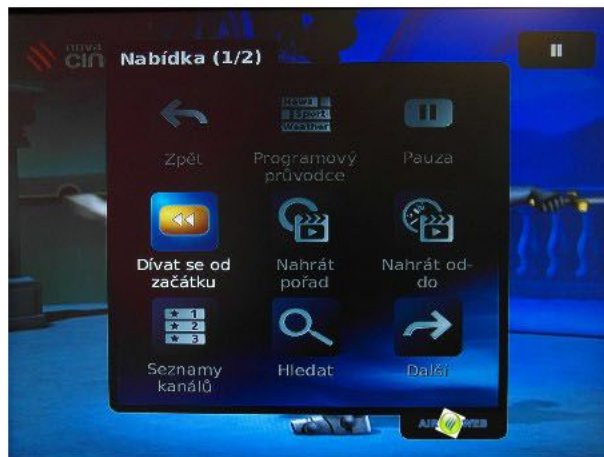 nova
Nabídka (1/2)
News
Sport
Weather
Zpět
Programový
průvodce
Pauza
Dívat se od
začátku
Nahrát
pořad
Nahrát od-
do
1
2
3
Seznamy
kanálů
Hledat
Další
WEB